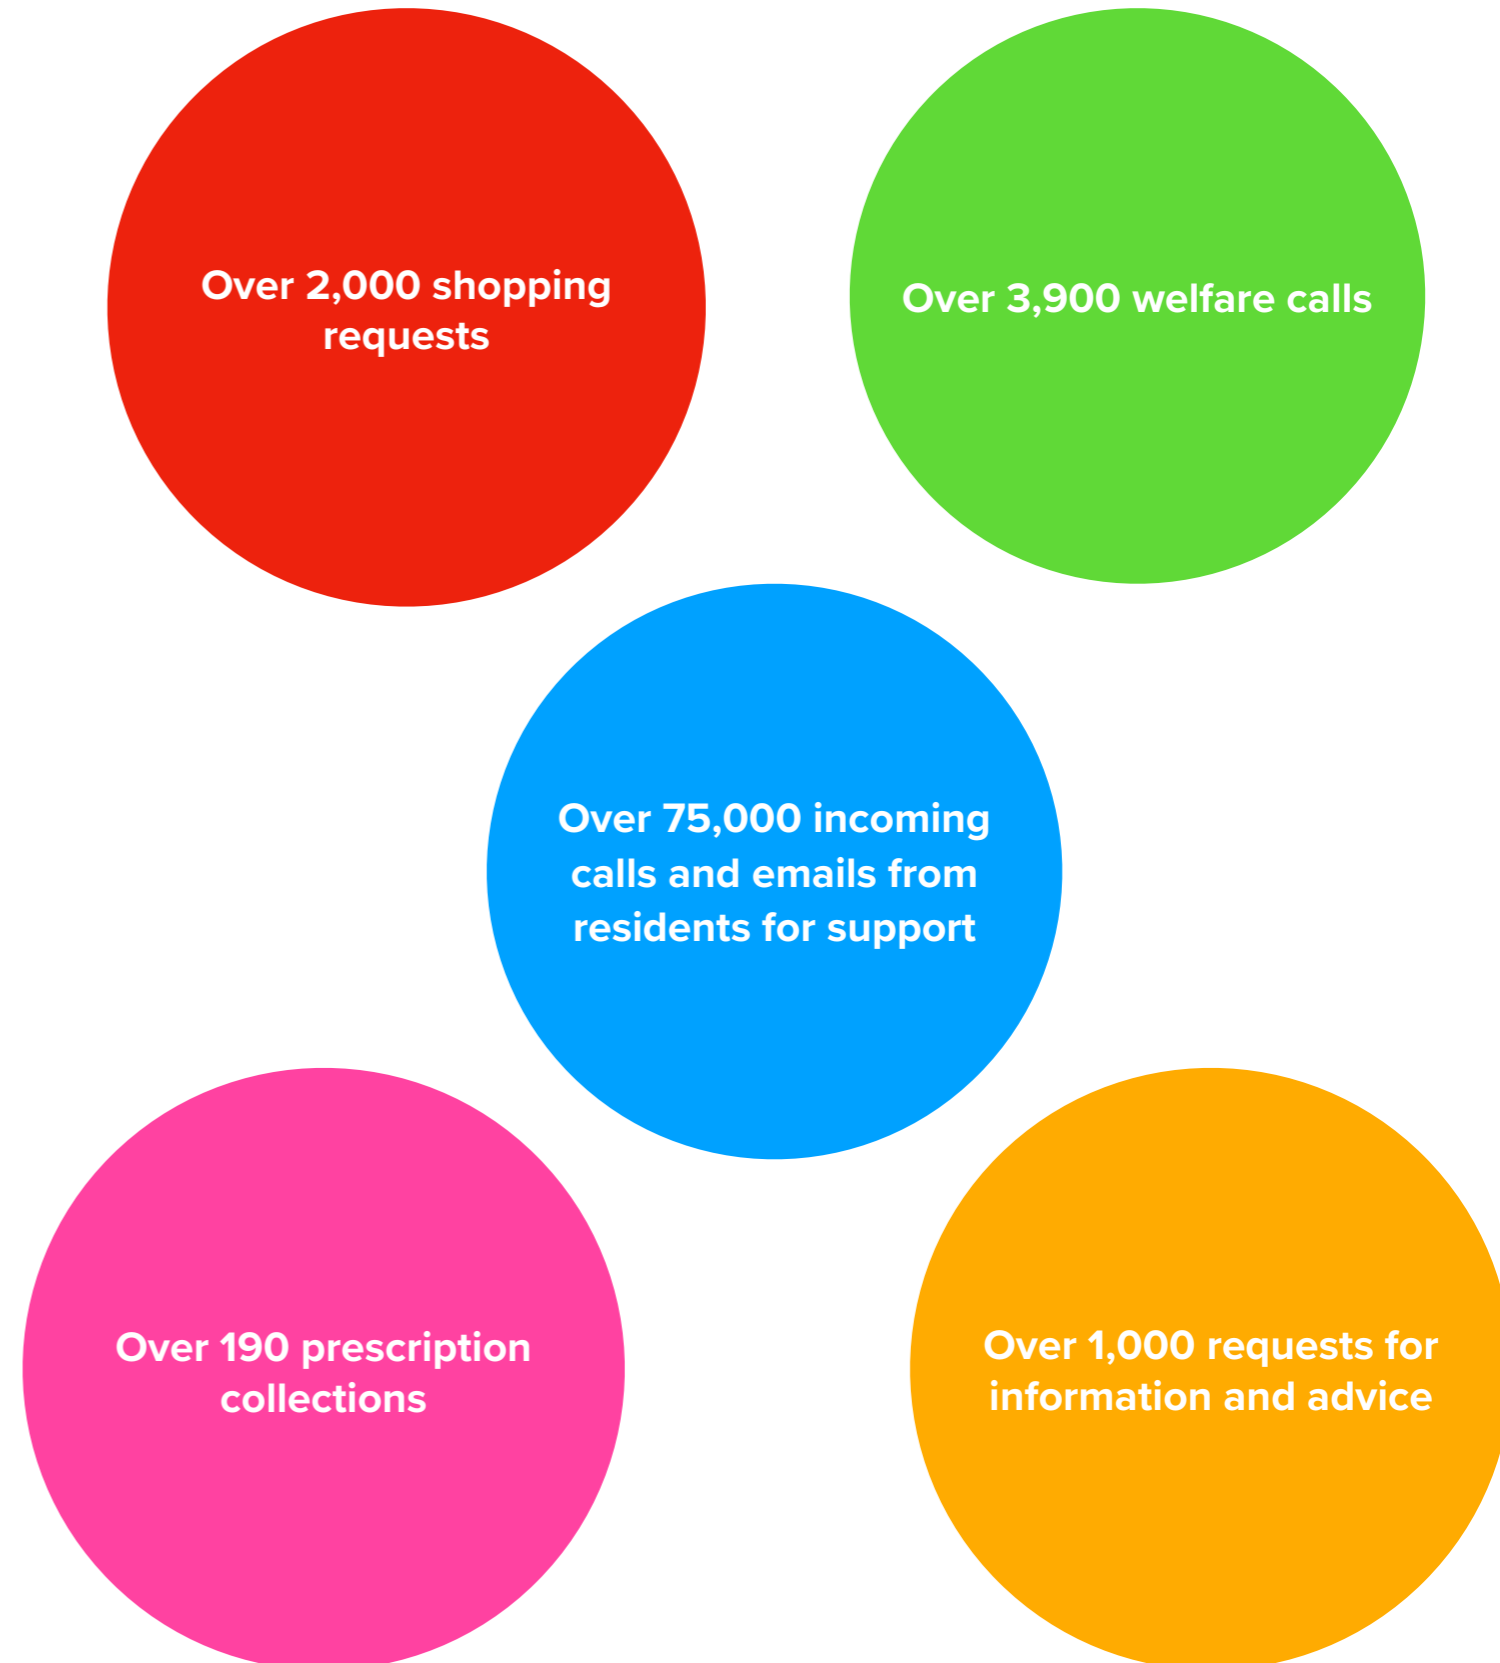 Over 2,000 shopping
requests
Over 3,900 welfare calls
Over 75,000 incoming
calls and emails from
residents for support
Over 190 prescription
collections
Over 1,000 requests for
information and advice